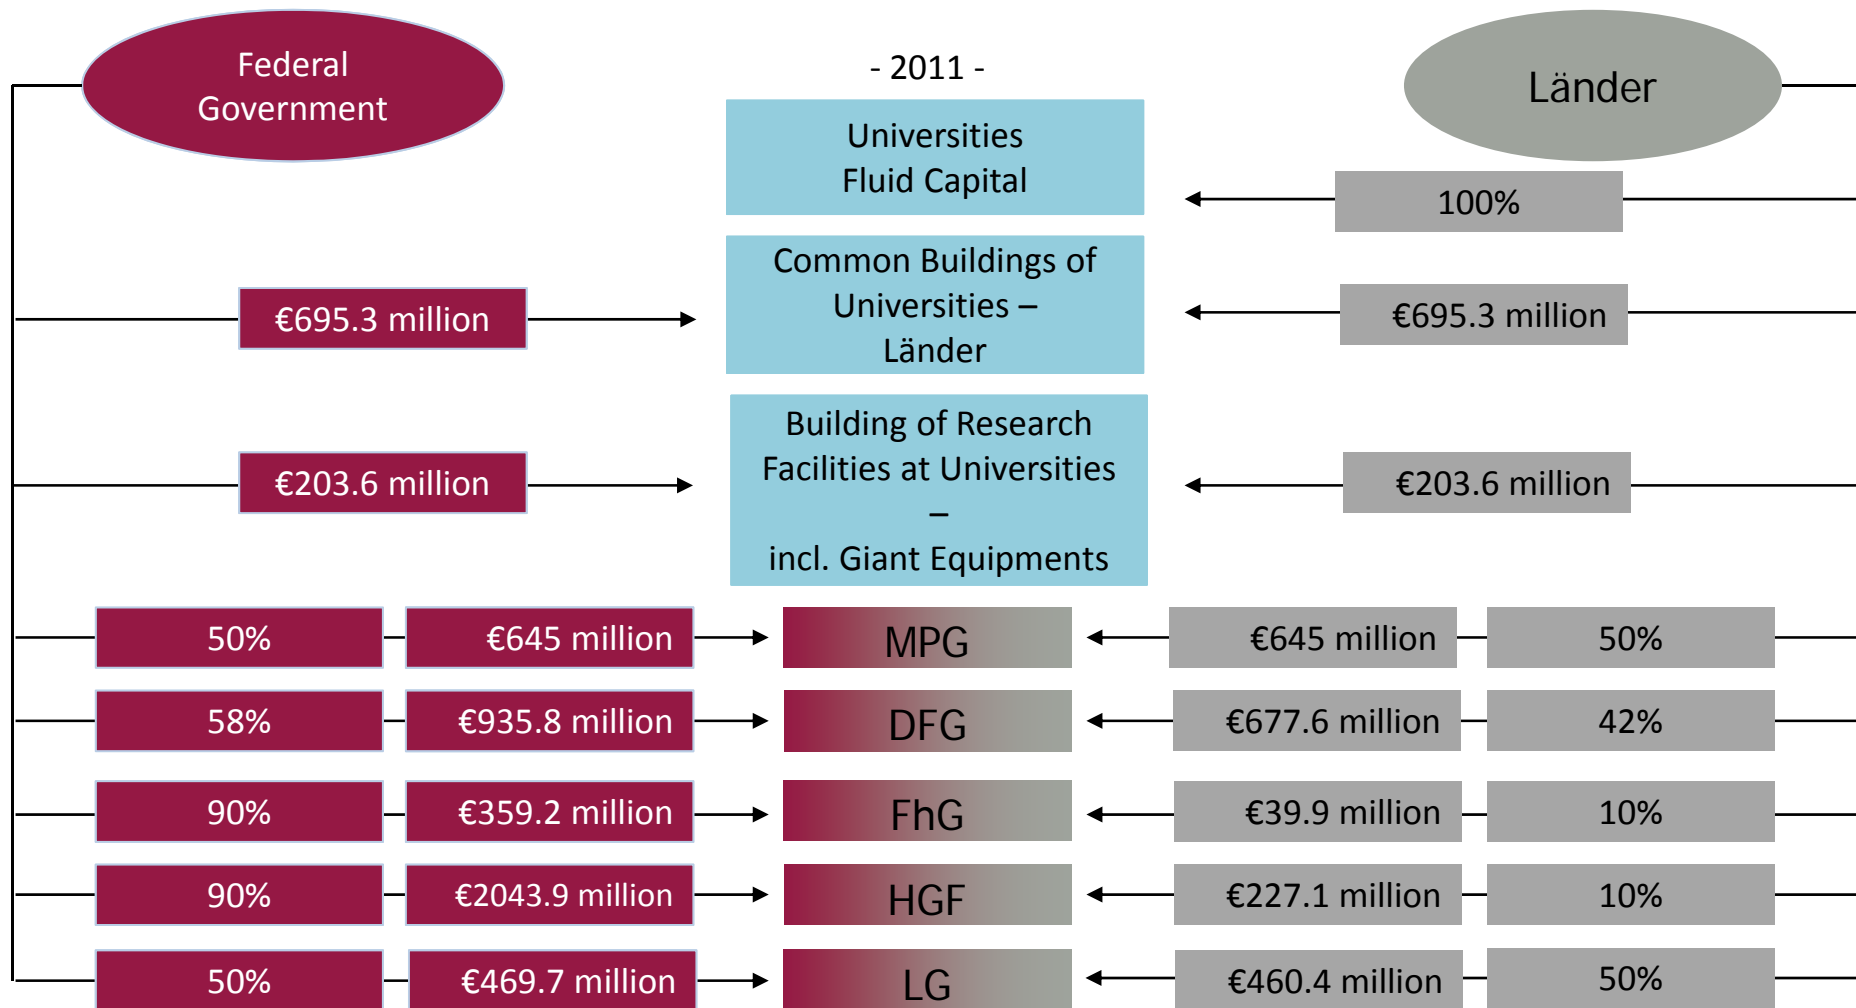 Federal
Government
- 2011 -
Länder
Universities
Fluid Capital
100%
€695.3 million
Common Buildings of
Universities –
Länder
€695.3 million
€203.6 million
Building of Research
Facilities at Universities
–
incl. Giant Equipments
€203.6 million
50% €645 million MPG €645 million 50%
58% €935.8 million DFG €677.6 million 42%
90% €359.2 million FhG €39.9 million 10%
90% €2043.9 million HGF €227.1 million 10%
50% €469.7 million LG €460.4 million 50%